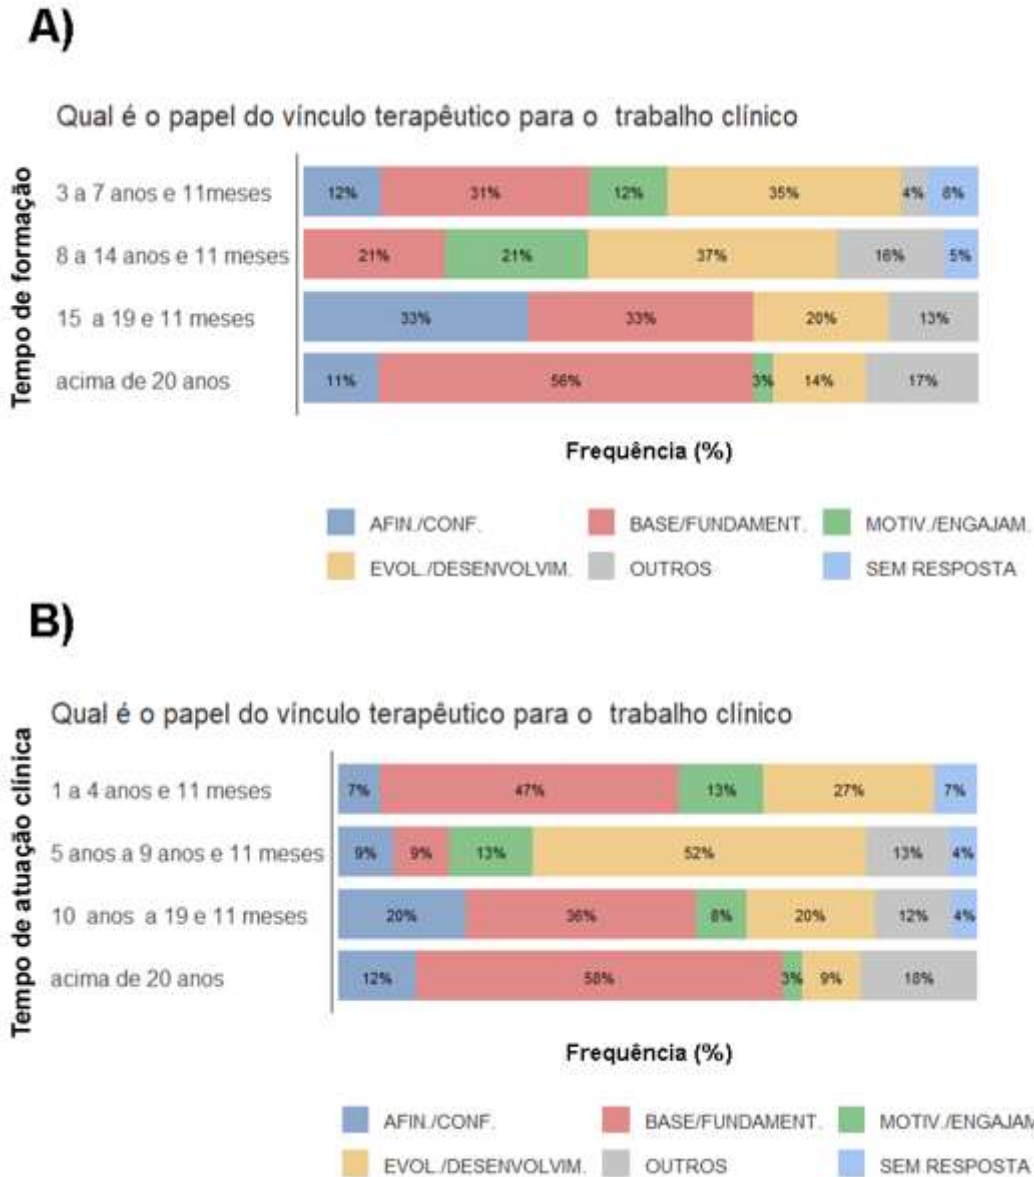 A)
Qual é o papel do vínculo terapêutico para o trabalho clínico
Tempo de formação
3 a 7 anos e 11meses
12% 31% 12% 35% 4% 8%
8 a 14 anos e 11 meses
21% 21% 37% 16% 5%
15 a 19 e 11 meses
33% 33% 20% 13%
acima de 20 anos
11% 56% 3% 14% 17%
Frequência (%)
AFIN./CONF. BASE/FUNDAMENT. MOTIV./ENGAJAM.
EVOL./DESENVOLVIM. OUTROS SEM RESPOSTA
B)
Qual é o papel do vínculo terapêutico para o trabalho clínico
Tempo de atuação clínica
1 a 4 anos e 11 meses
7% 47% 13% 27% 7%
5 anos a 9 anos e 11 meses
9% 9% 13% 52% 13% 4%
10 anos a 19 e 11 meses
20% 36% 8% 20% 12% 4%
acima de 20 anos
12% 58% 3% 9% 18%
Frequência (%)
AFIN./CONF. BASE/FUNDAMENT. MOTIV./ENGAJAM
EVOL./DESENVOLVIM. OUTROS SEM RESPOSTA